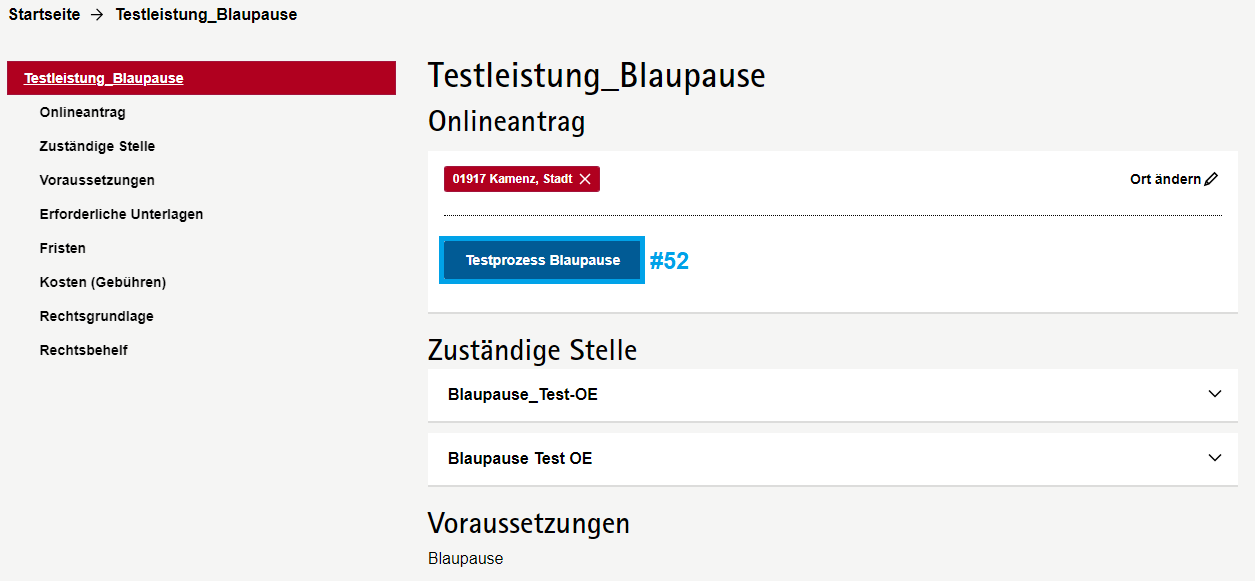 Startseite → Testleistung_Blaupause
Testleistung_Blaupause
Onlineantrag
Zuständige Stelle
Voraussetzungen
Erforderliche Unterlagen
Fristen
Kosten (Gebühren)
Rechtsgrundlage
Rechtsbehelf
Testleistung_Blaupause
Onlineantrag
01917 Kamenz, Stadt
Ort ändern
Testprozess Blaupause #52
Zuständige Stelle
Blaupause_Test-OE
Blaupause Test OE
Voraussetzungen
Blaupause